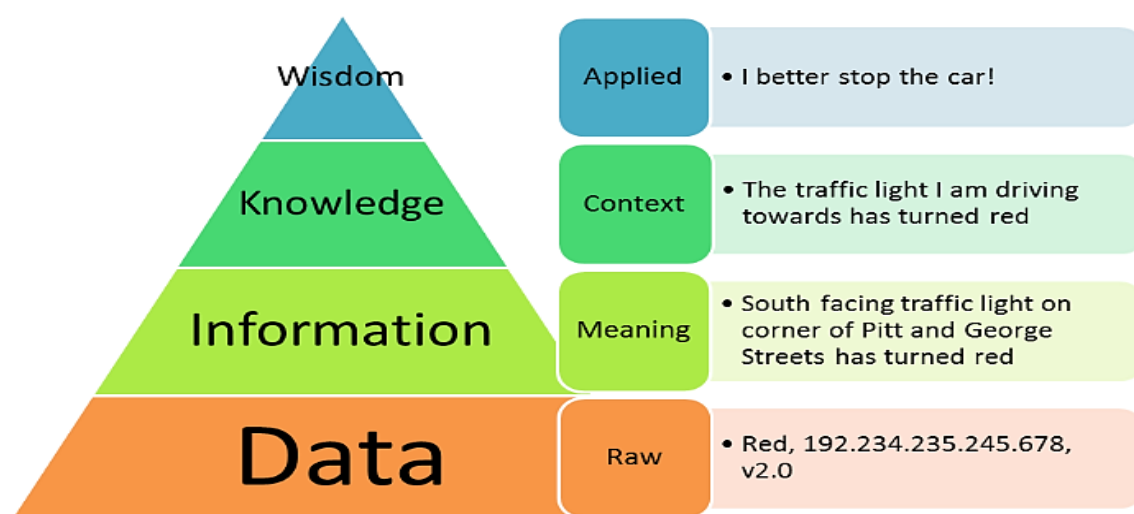 Wisdom
Applied
• I better stop the car!
Knowledge
Context
• The traffic light I am driving
towards has turned red
Information
Meaning
• South facing traffic light on
corner of Pitt and George
Streets has turned red
Data
Raw
• Red, 192.234.235.245.678,
v2.0